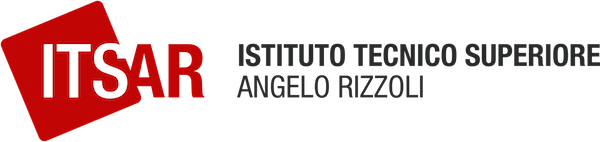 ITSAR
ISTITUTO TECNICO SUPERIORE
ANGELO RIZZOLI